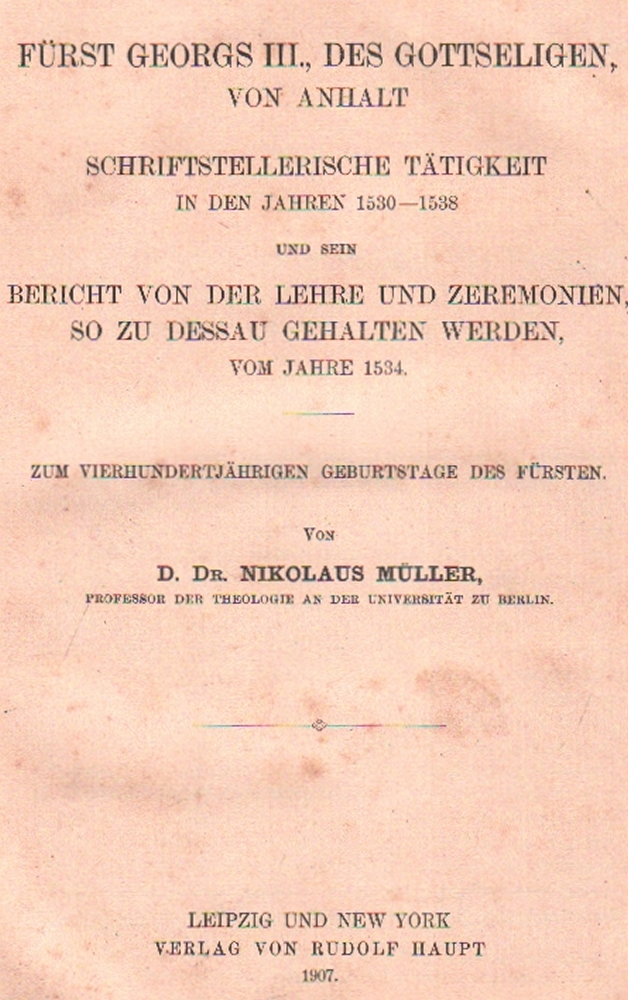 FÜRST GEORGS III., DES GOTTSELIGEN,
VON ANHALT
SCHRIFTSTELLERISCHE TÄTIGKEIT
IN DEN JAHREN 1530—1538
UND SEIN
BERICHT VON DER LEHRE UND ZEREMONIEN,
SO ZU DESSAU GEHALTEN WERDEN,
VOM JAHRE 1534.
ZUM VIERHUNDERTJÄHRIGEN GEBURTSTAGE DES FÜRSTEN.
VON
D. DR. NIKOLAUS MÜLLER,
PROFESSOR DER THEOLOGIE AN DER UNIVERSITÄT ZU BERLIN.
LEIPZIG UND NEW YORK
VERLAG VON RUDOLF HAUPT
1907.